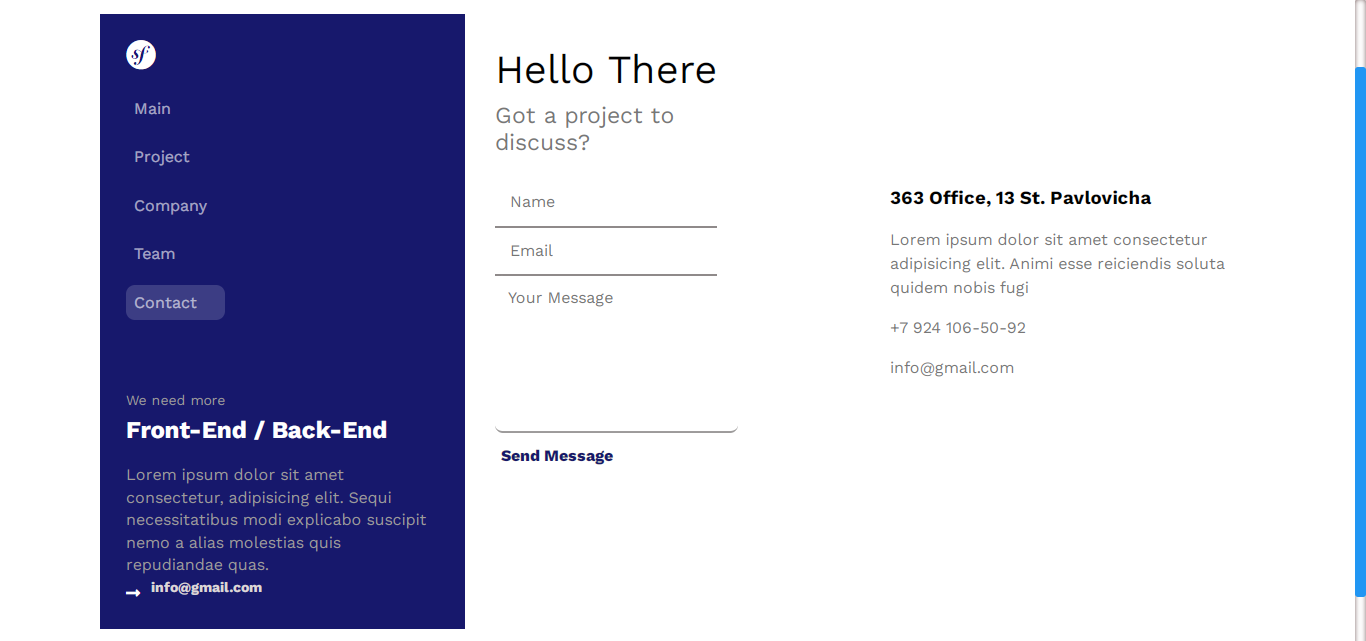 sf
Main
Project
Company
Team
Contact
We need more
Front-End / Back-End
Lorem ipsum dolor sit amet
consectetur, adipisicing elit. Sequi
necessitatibus modi explicabo suscipit
nemo a alias molestias quis
repudiandae quas.
info@gmail.com
Hello There
Got a project to
discuss?
Name
Email
Your Message
Send Message
363 Office, 13 St. Pavlovicha
Lorem ipsum dolor sit amet consectetur
adipisicing elit. Animi esse reiciendis soluta
quidem nobis fugi
+7 924 106-50-92
info@gmail.com